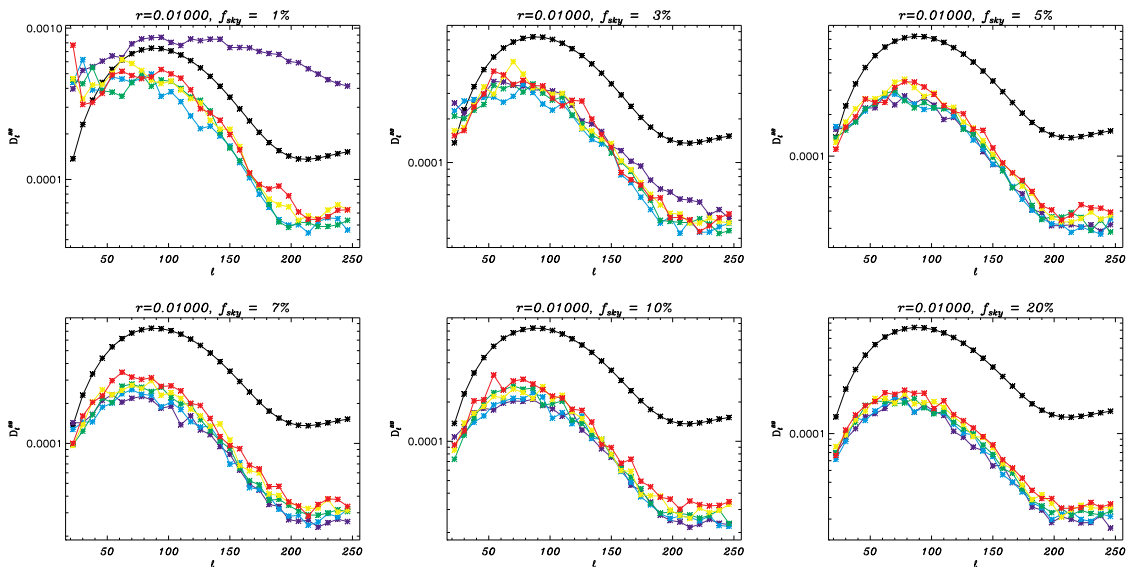 r=0.01000, f_sky = 1%
0.0010
0.0001
D_ℓ^BB
50 100 150 200 250
ℓ
r=0.01000, f_sky = 3%
0.0001
D_ℓ^BB
50 100 150 200 250
ℓ
r=0.01000, f_sky = 5%
0.0001
D_ℓ^BB
50 100 150 200 250
ℓ
r=0.01000, f_sky = 7%
0.0001
D_ℓ^BB
50 100 150 200 250
ℓ
r=0.01000, f_sky = 10%
0.0001
D_ℓ^BB
50 100 150 200 250
ℓ
r=0.01000, f_sky = 20%
0.0001
D_ℓ^BB
50 100 150 200 250
ℓ